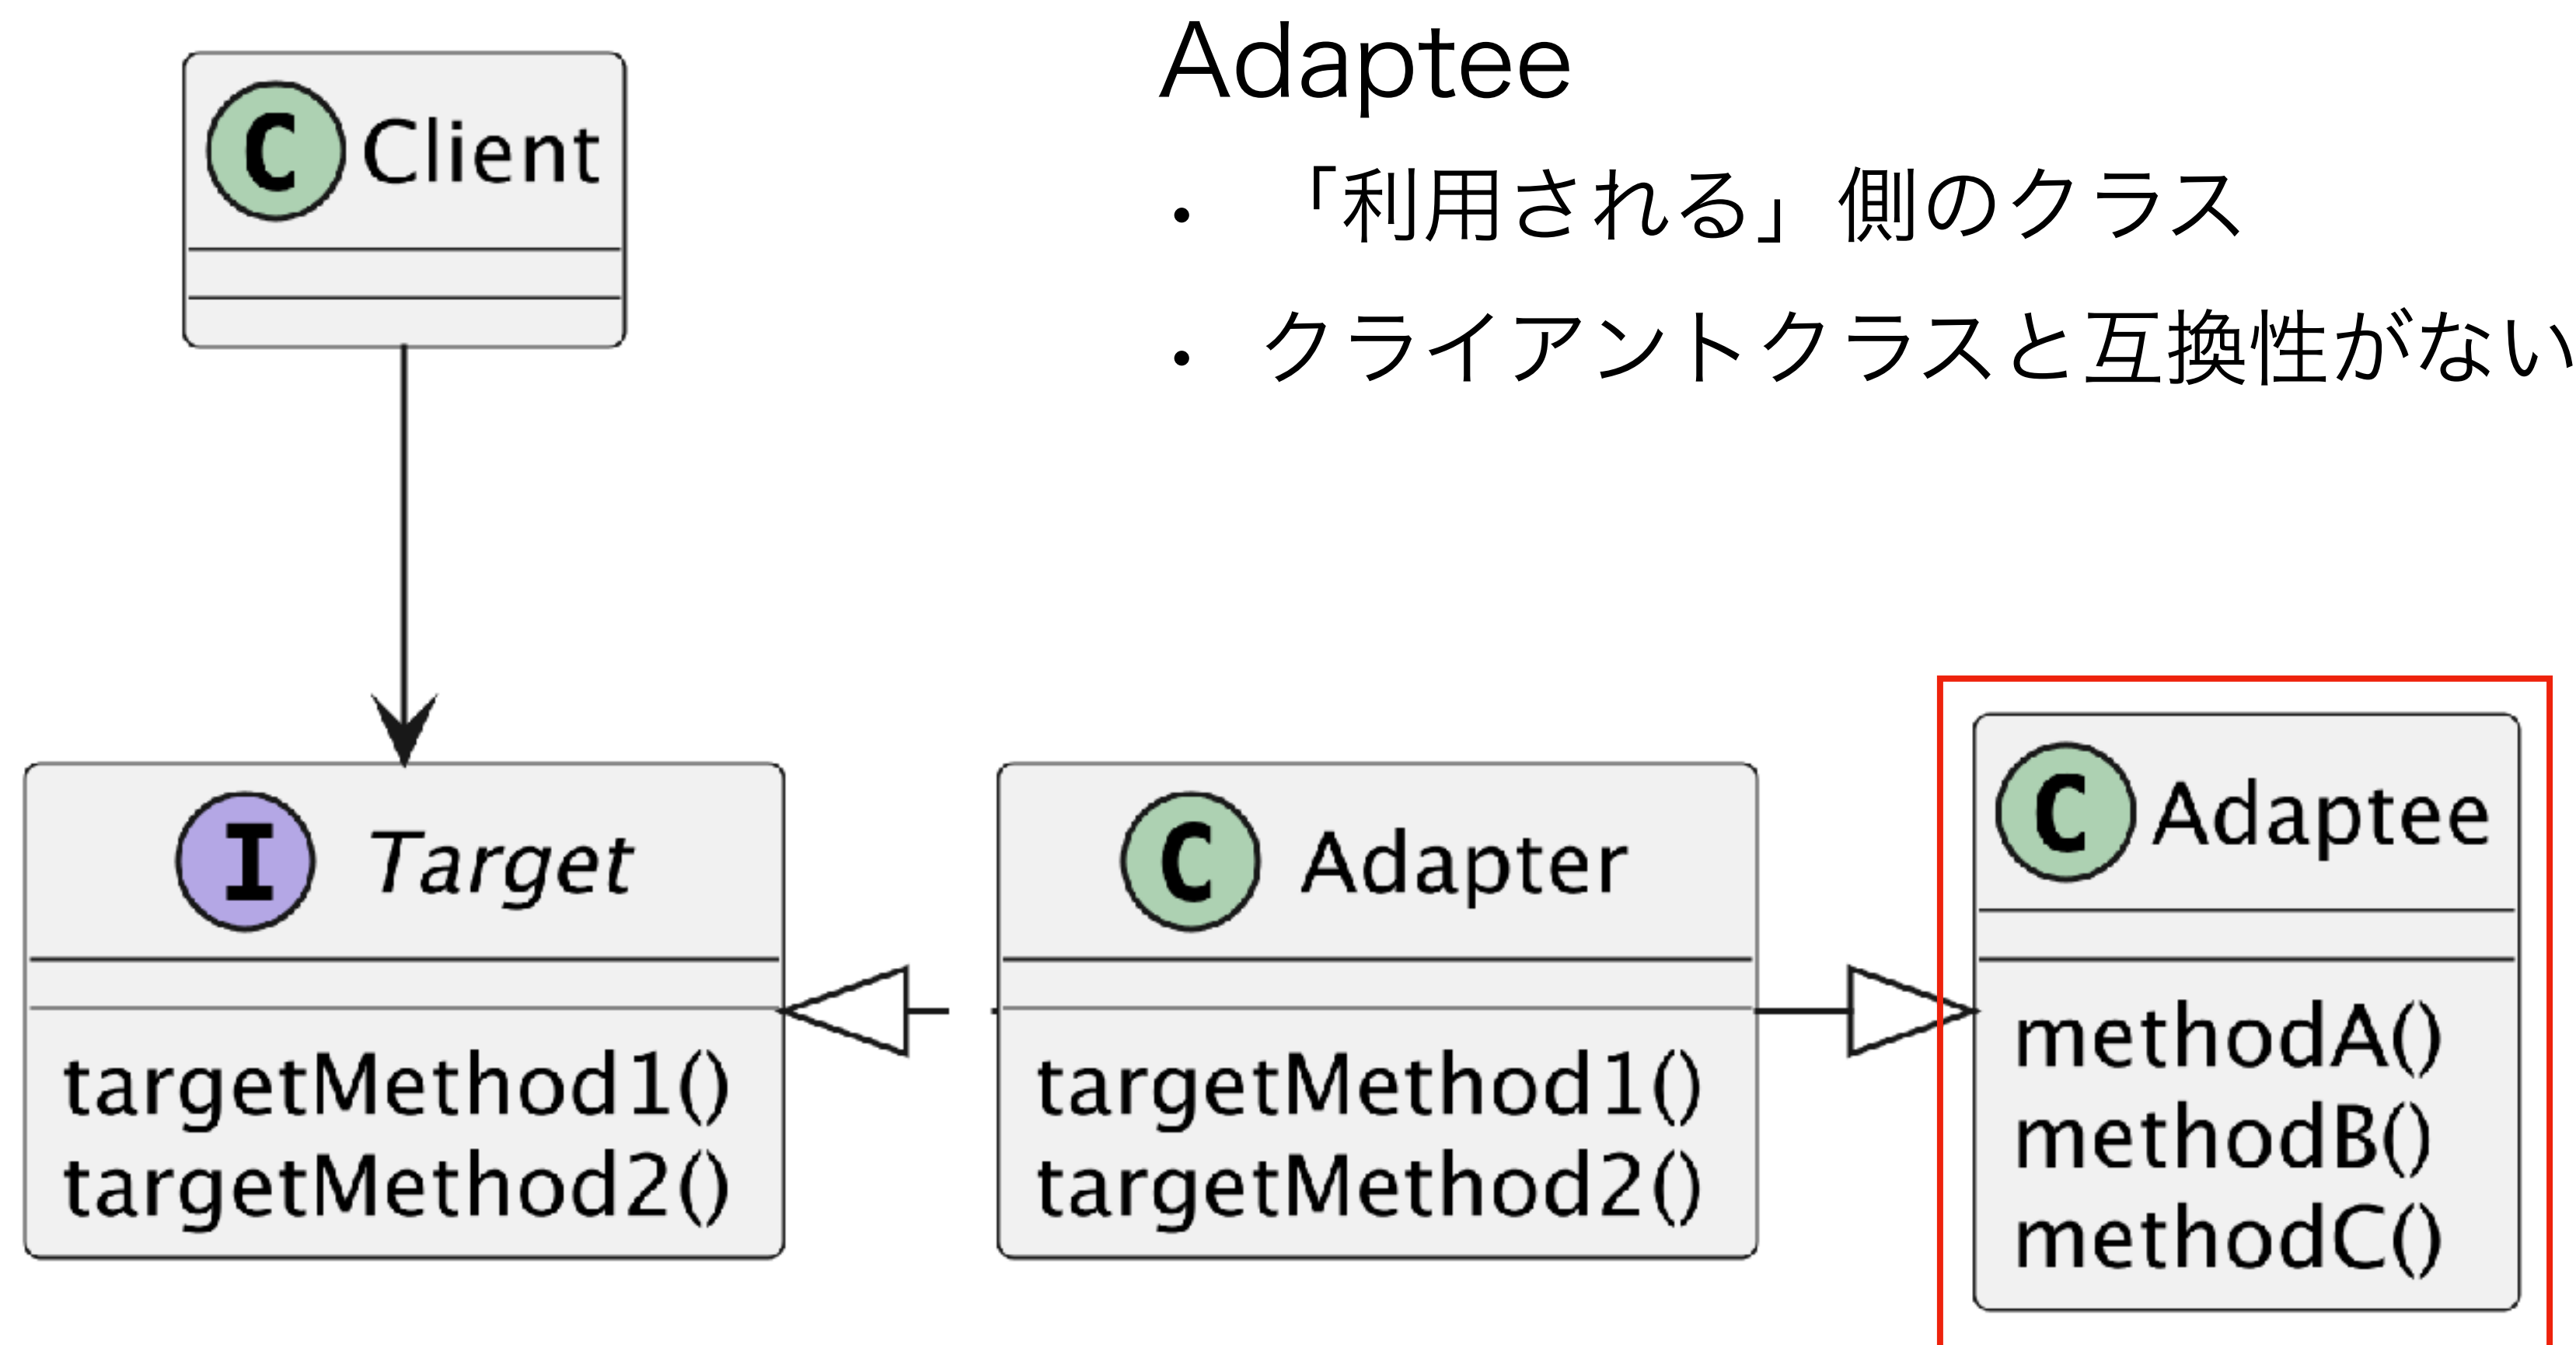 Adaptee
• 「利用される」側のクラス
• クライアントクラスと互換性がない
C Client
I Target
targetMethod1()
targetMethod2()
C Adapter
targetMethod1()
targetMethod2()
C Adaptee
methodA()
methodB()
methodC()